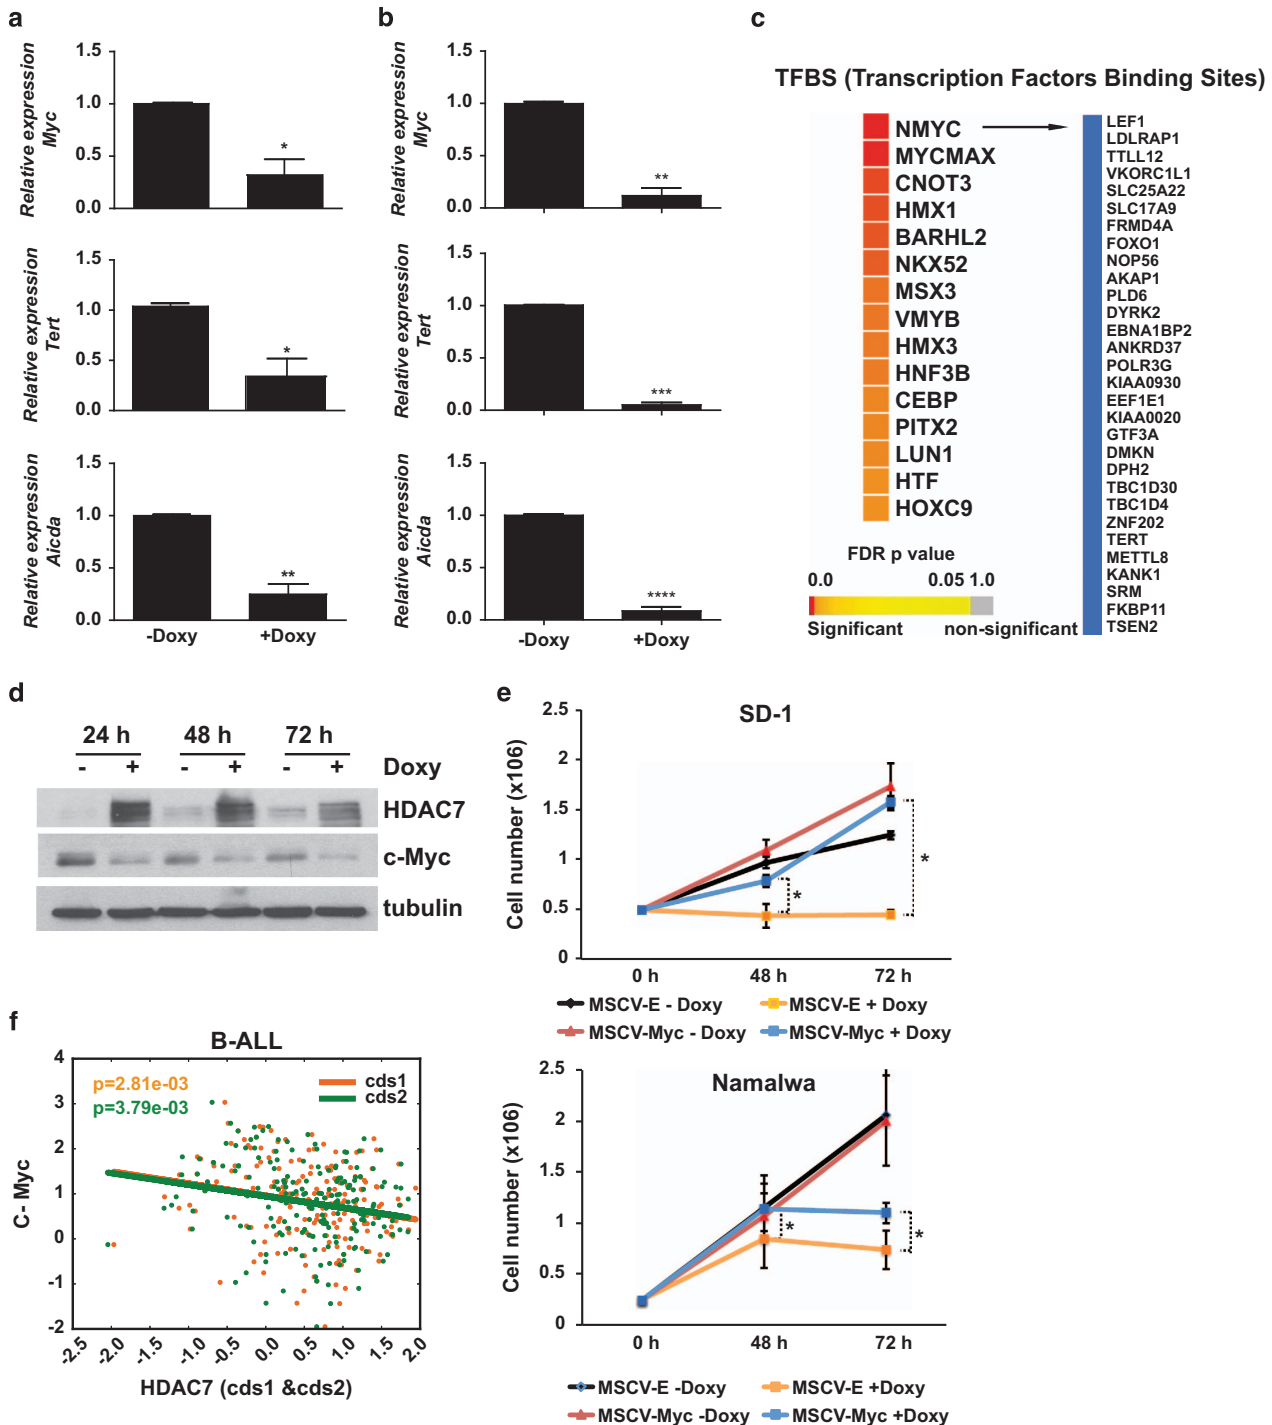 a
Relative expression
Myc
1.5
1.0
0.5
0.0
*
Relative expression
Tert
1.5
1.0
0.5
0.0
*
Relative expression
Aicda
1.5
1.0
0.5
0.0
**
-Doxy
+Doxy
b
Relative expression
Myc
1.5
1.0
0.5
0.0
**
Relative expression
Tert
1.5
1.0
0.5
0.0
***
Relative expression
Aicda
1.5
1.0
0.5
0.0
****
-Doxy
+Doxy
c
TFBS (Transcription Factors Binding Sites)
NMYC
MYCMAX
CNOT3
HMX1
BARHL2
NKX52
MSX3
VMYB
HMX3
HNF3B
CEBP
PITX2
LUN1
HTF
HOXC9
FDR p value
0.0 0.05 1.0
Significant non-significant
LEF1
LDLRAP1
TTLL12
VKORC1L1
SLC25A22
SLC17A9
FRMD4A
FOXO1
NOP56
AKAP1
PLD6
DYRK2
EBNA1BP2
ANKRD37
POLR3G
KIAA0930
EEF1E1
KIAA0020
GTF3A
DMKN
DPH2
TBC1D30
TBC1D4
ZNF202
TERT
METTL8
KANK1
SRM
FKBP11
TSEN2
d
24 h 48 h 72 h
- + - + - + Doxy
HDAC7
c-Myc
tubulin
e
SD-1
Cell number (x106)
2.5
2
1.5
1
0.5
0
*
*
0 h 48 h 72 h
MSCV-E - Doxy MSCV-E + Doxy
MSCV-Myc - Doxy MSCV-Myc + Doxy
Namalwa
Cell number (x106)
2.5
2
1.5
1
0.5
0
*
*
0 h 48 h 72 h
MSCV-E -Doxy MSCV-E +Doxy
MSCV-Myc -Doxy MSCV-Myc +Doxy
f
B-ALL
p=2.81e-03
p=3.79e-03
cds1
cds2
C- Myc
4
3
2
1
0
-1
-2
-2.5 -2.0 -1.5 -1.0 -0.5 0.0 0.5 1.0 1.5 2.0
HDAC7 (cds1 &cds2)